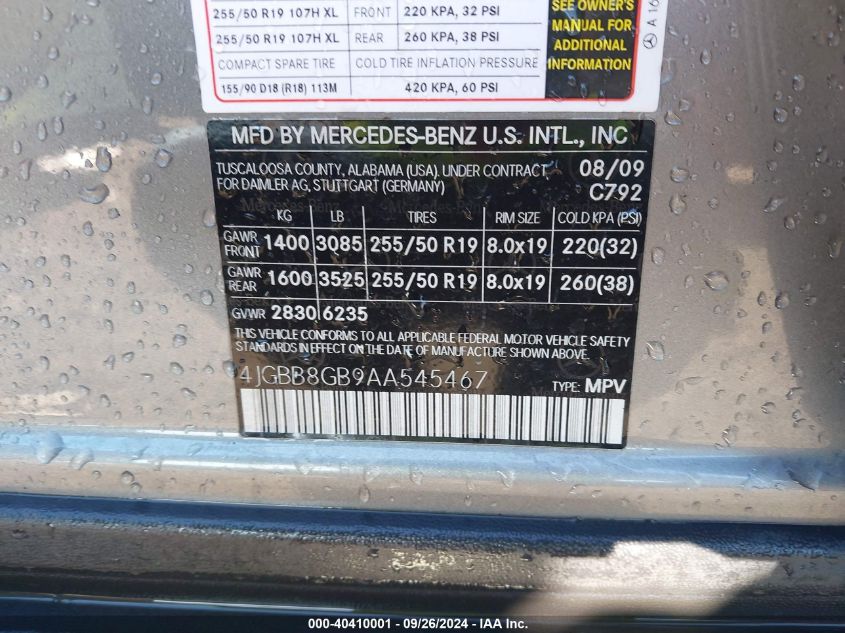 255/50 R19 107H XL FRONT 220 KPA, 32 PSI
255/50 R19 107H XL REAR 260 KPA, 38 PSI
COMPACT SPARE TIRE COLD TIRE INFLATION PRESSURE
155/90 D18 (R18) 113M 420 KPA, 60 PSI
SEE OWNER'S
MANUAL FOR
ADDITIONAL
INFORMATION
A 16
MFD BY MERCEDES-BENZ U.S. INTL., INC
TUSCALOOSA COUNTY, ALABAMA (USA), UNDER CONTRACT 08/09
FOR DAIMLER AG, STUTTGART (GERMANY) C792
KG LB TIRES RIM SIZE COLD KPA (PSI)
GAWR FRONT 1400 3085 255/50 R19 8.0x19 220(32)
GAWR REAR 1600 3525 255/50 R19 8.0x19 260(38)
GVWR 2830 6235
THIS VEHICLE CONFORMS TO ALL APPLICABLE FEDERAL MOTOR VEHICLE SAFETY
STANDARDS IN EFFECT ON THE DATE OF MANUFACTURE SHOWN ABOVE.
4JGBB8GB9AA545467 TYPE: MPV
000-40410001 - 09/26/2024 - IAAI.COM